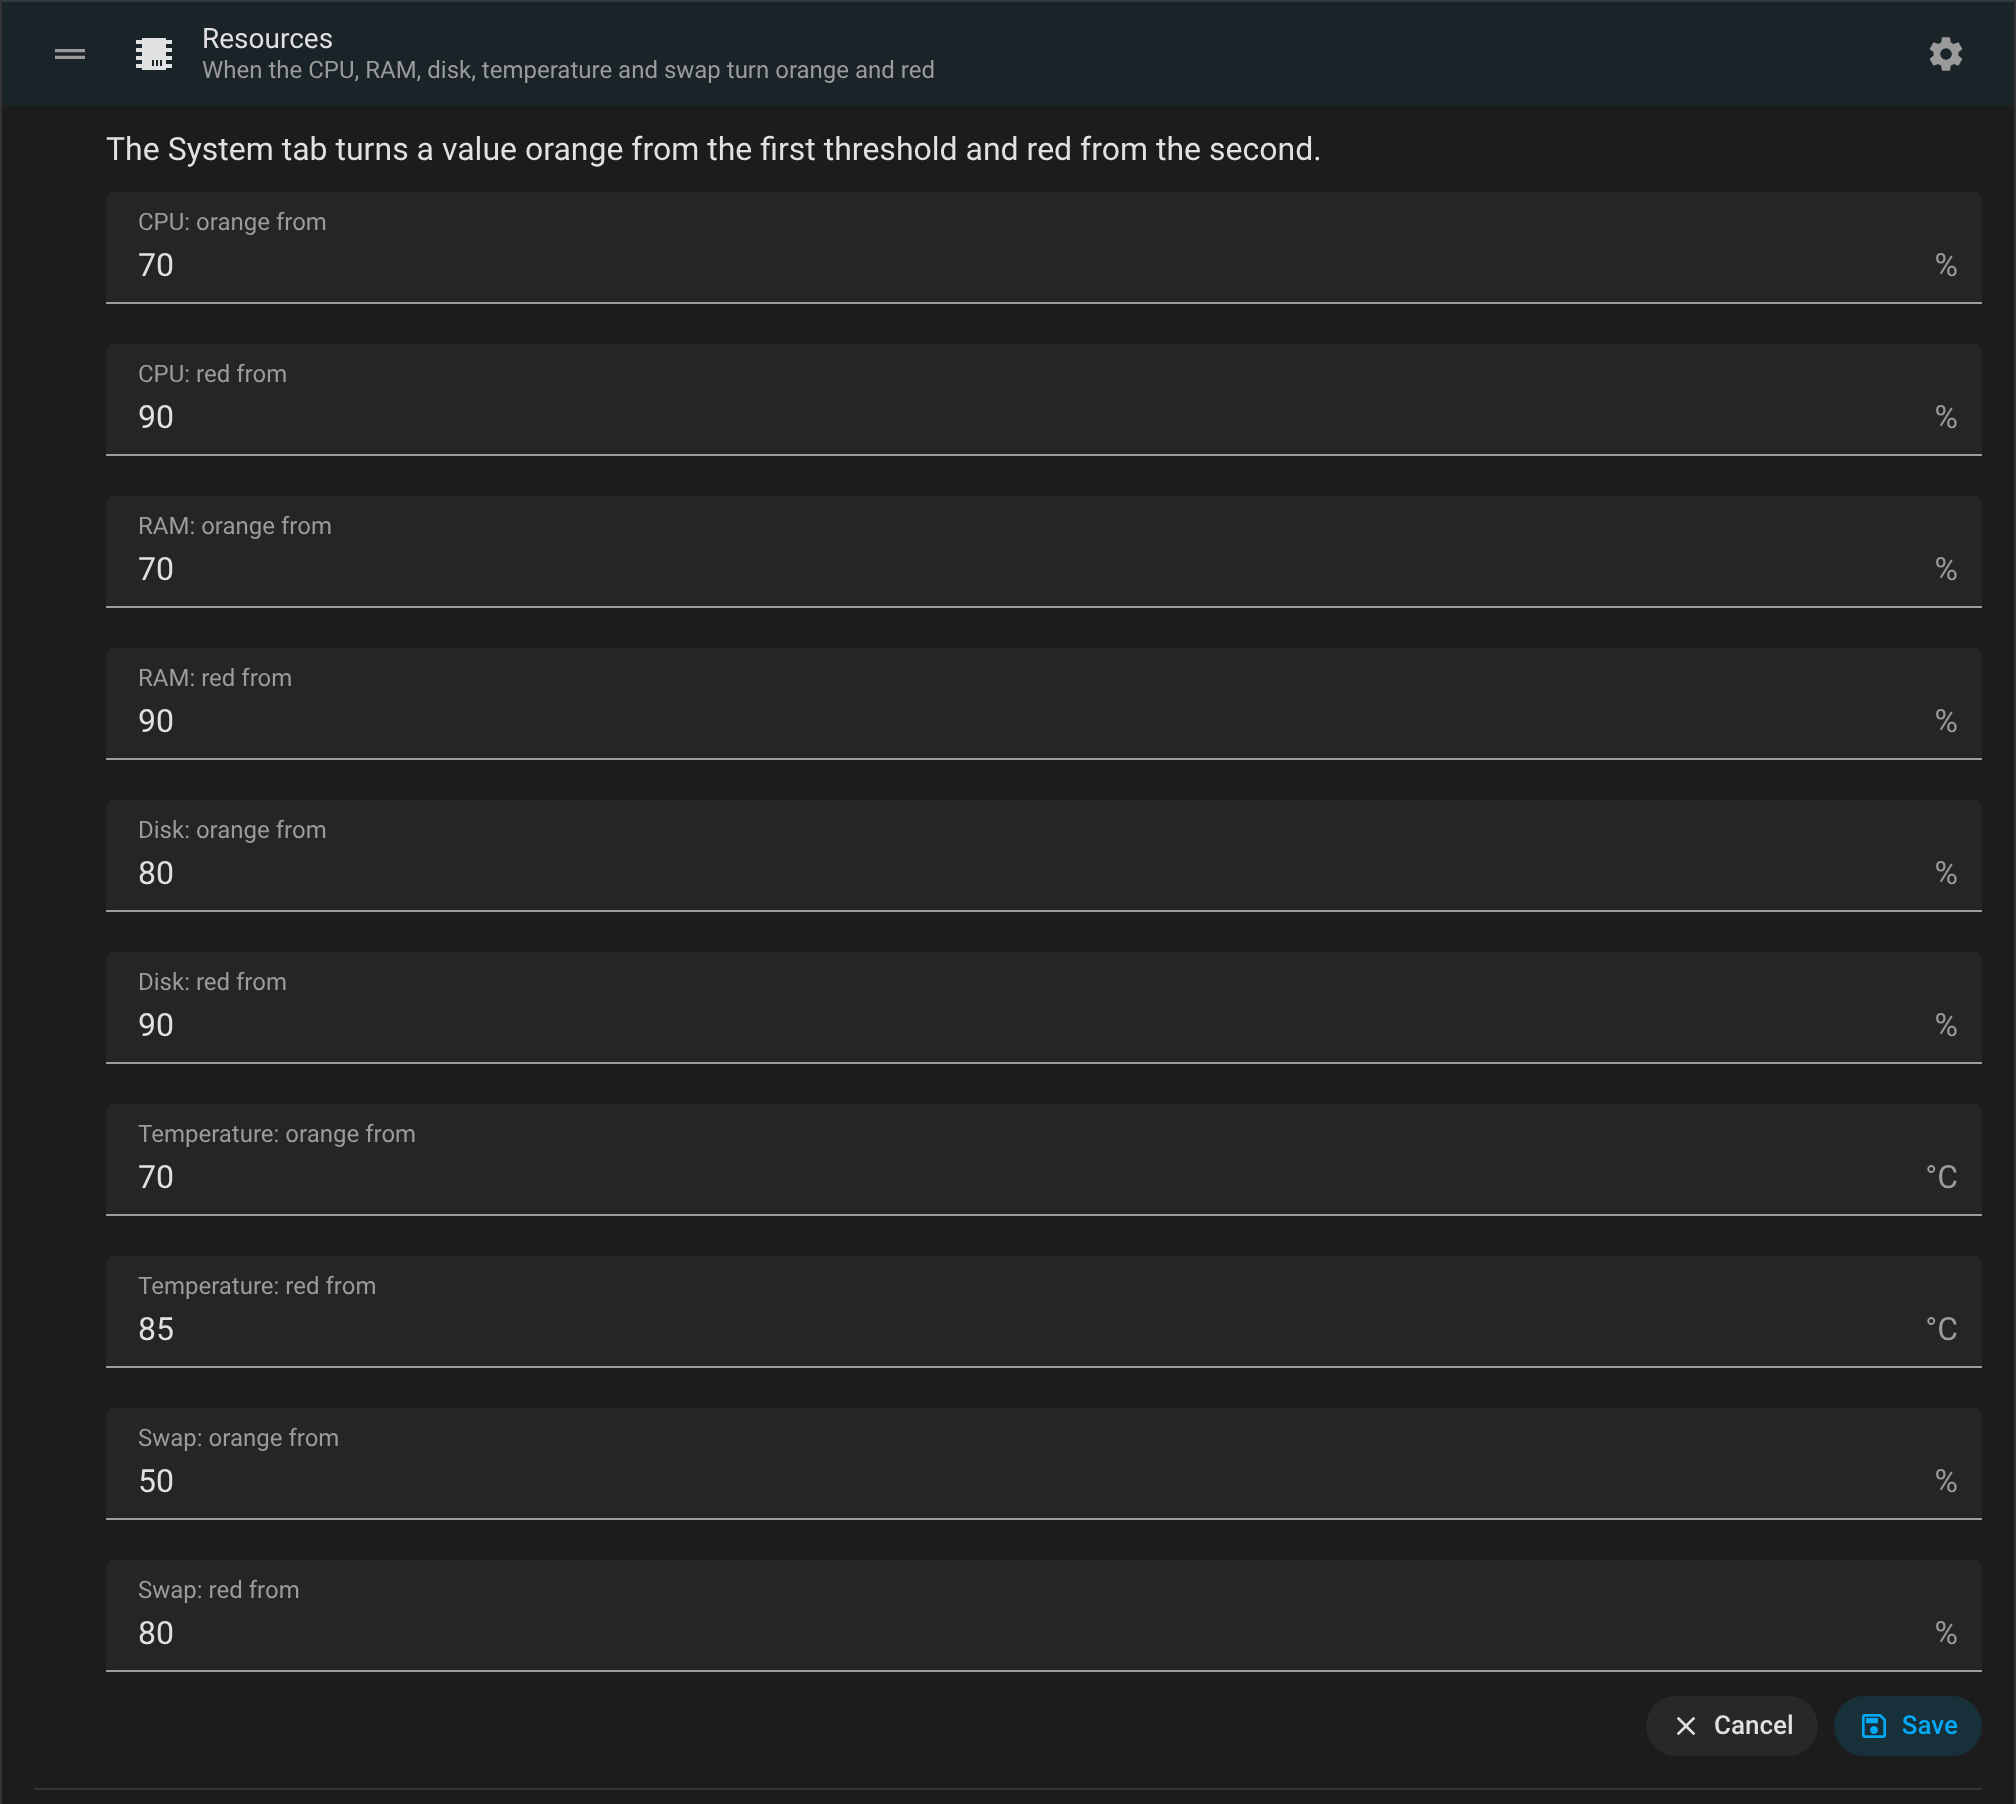 Resources
When the CPU, RAM, disk, temperature and swap turn orange and red
The System tab turns a value orange from the first threshold and red from the second.
CPU: orange from
70 %
CPU: red from
90 %
RAM: orange from
70 %
RAM: red from
90 %
Disk: orange from
80 %
Disk: red from
90 %
Temperature: orange from
70 °C
Temperature: red from
85 °C
Swap: orange from
50 %
Swap: red from
80 %
Cancel Save